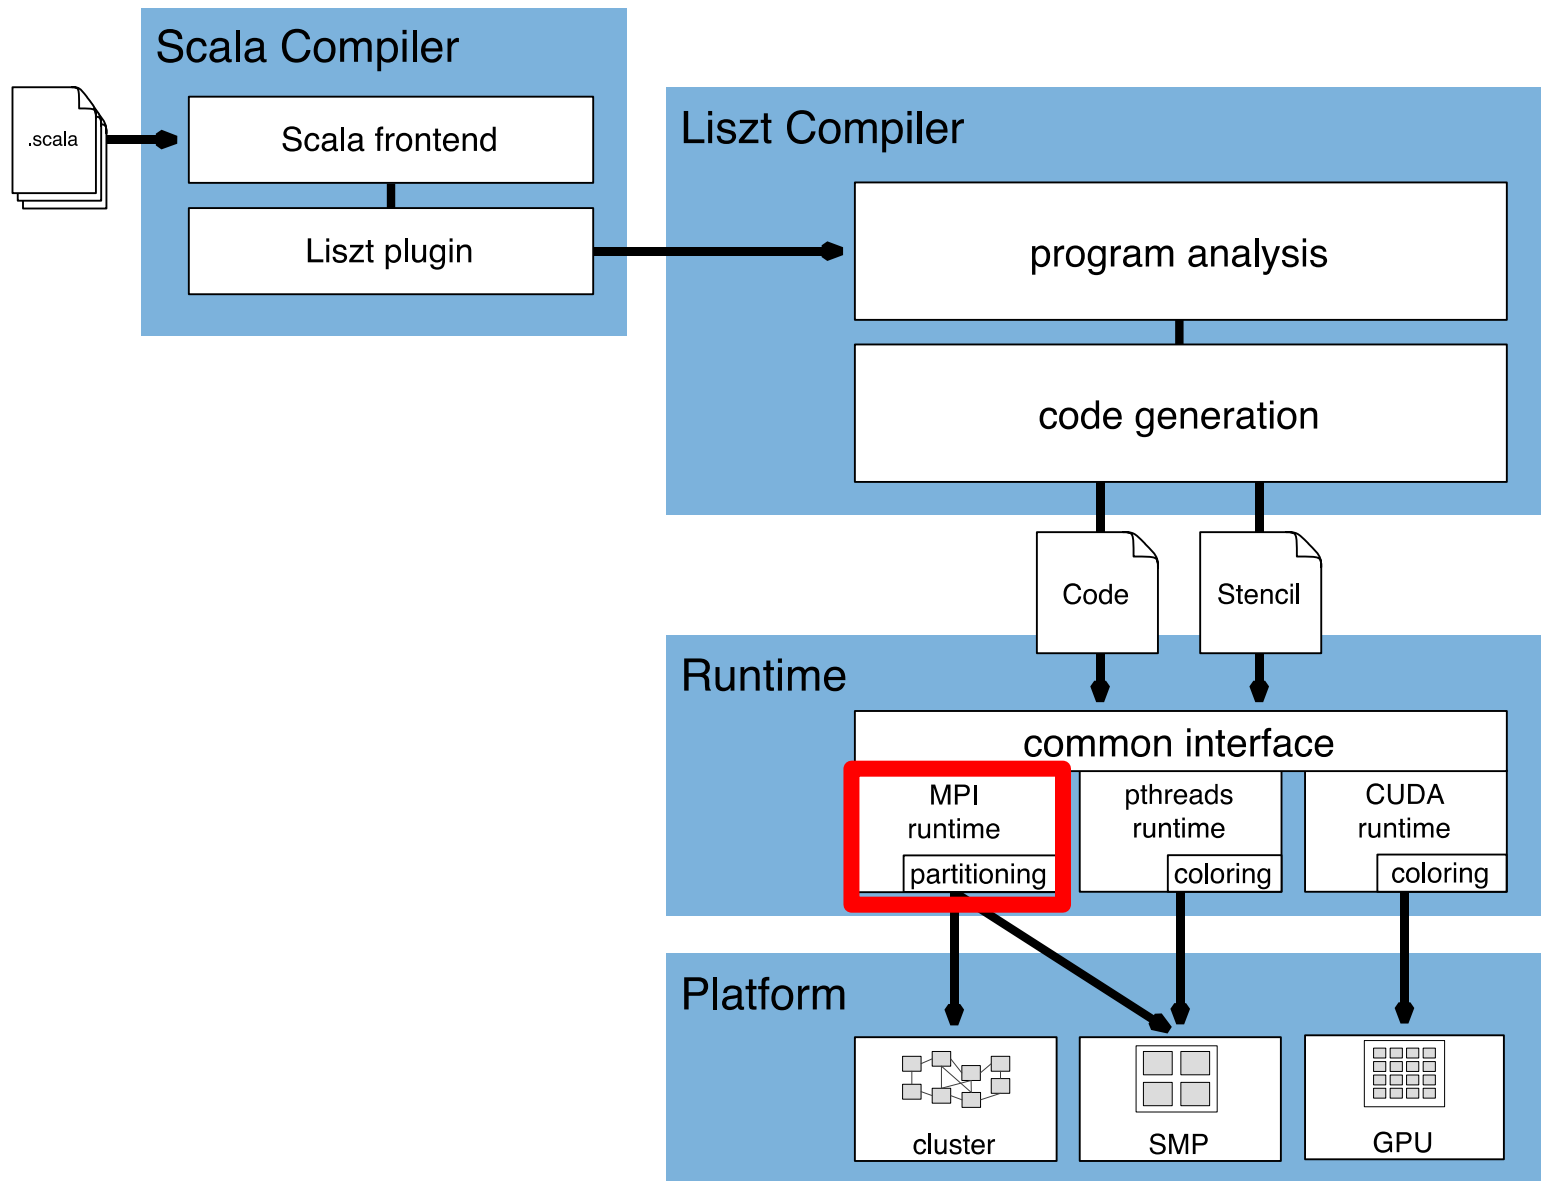 Scala Compiler
.scala
Scala frontend
Liszt plugin
Liszt Compiler
program analysis
code generation
Code
Stencil
Runtime
common interface
MPI
runtime
partitioning
pthreads
runtime
coloring
CUDA
runtime
coloring
Platform
cluster
SMP
GPU